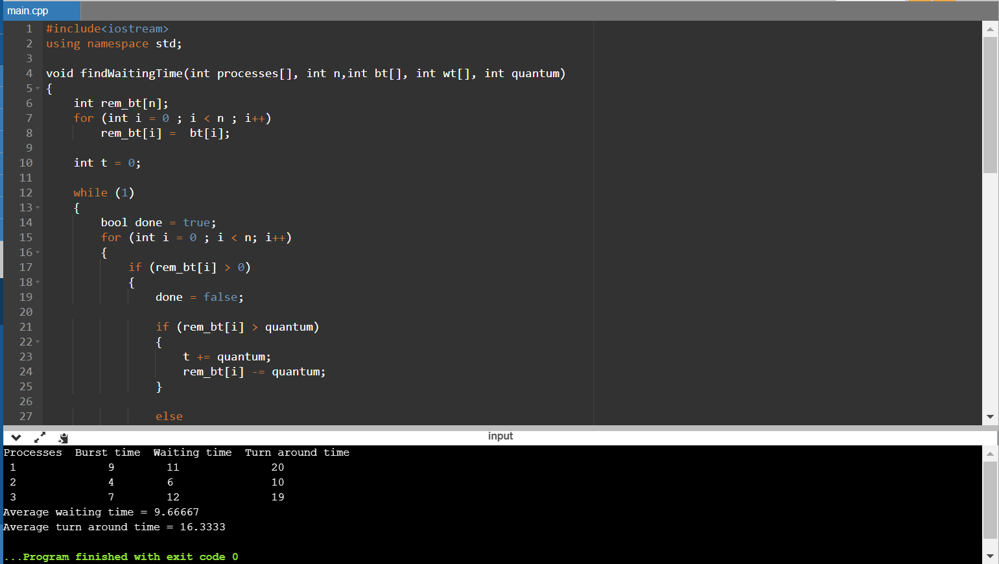 main.cpp
1 #include<iostream>
2 using namespace std;
3
4 void findWaitingTime(int processes[], int n,int bt[], int wt[], int quantum)
5 {
6     int rem_bt[n];
7     for (int i = 0 ; i < n ; i++)
8         rem_bt[i] =  bt[i];
9
10     int t = 0;
11
12     while (1)
13     {
14         bool done = true;
15         for (int i = 0 ; i < n; i++)
16         {
17             if (rem_bt[i] > 0)
18             {
19                 done = false;
20
21                 if (rem_bt[i] > quantum)
22                 {
23                     t += quantum;
24                     rem_bt[i] -= quantum;
25                 }
26
27                 else
input
Processes  Burst time  Waiting time  Turn around time
1              9        11              20
2              4        6               10
3              7        12              19
Average waiting time = 9.66667
Average turn around time = 16.3333
...Program finished with exit code 0